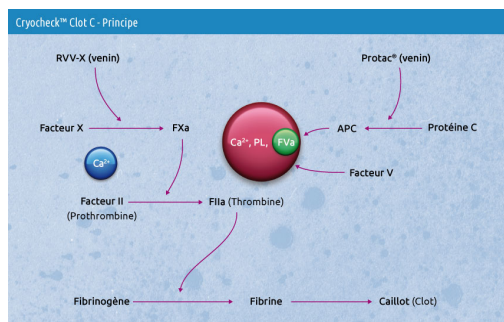 Cryocheck™ Clot C - Principe
RVV-X (venin)
Protac® (venin)
Facteur X
FXa
Ca²⁺, PL,
FVa
APC
Protéine C
Ca²⁺
Facteur V
Facteur II
(Prothrombine)
FIIa (Thrombine)
Fibrinogène
Fibrine
Caillot (Clot)